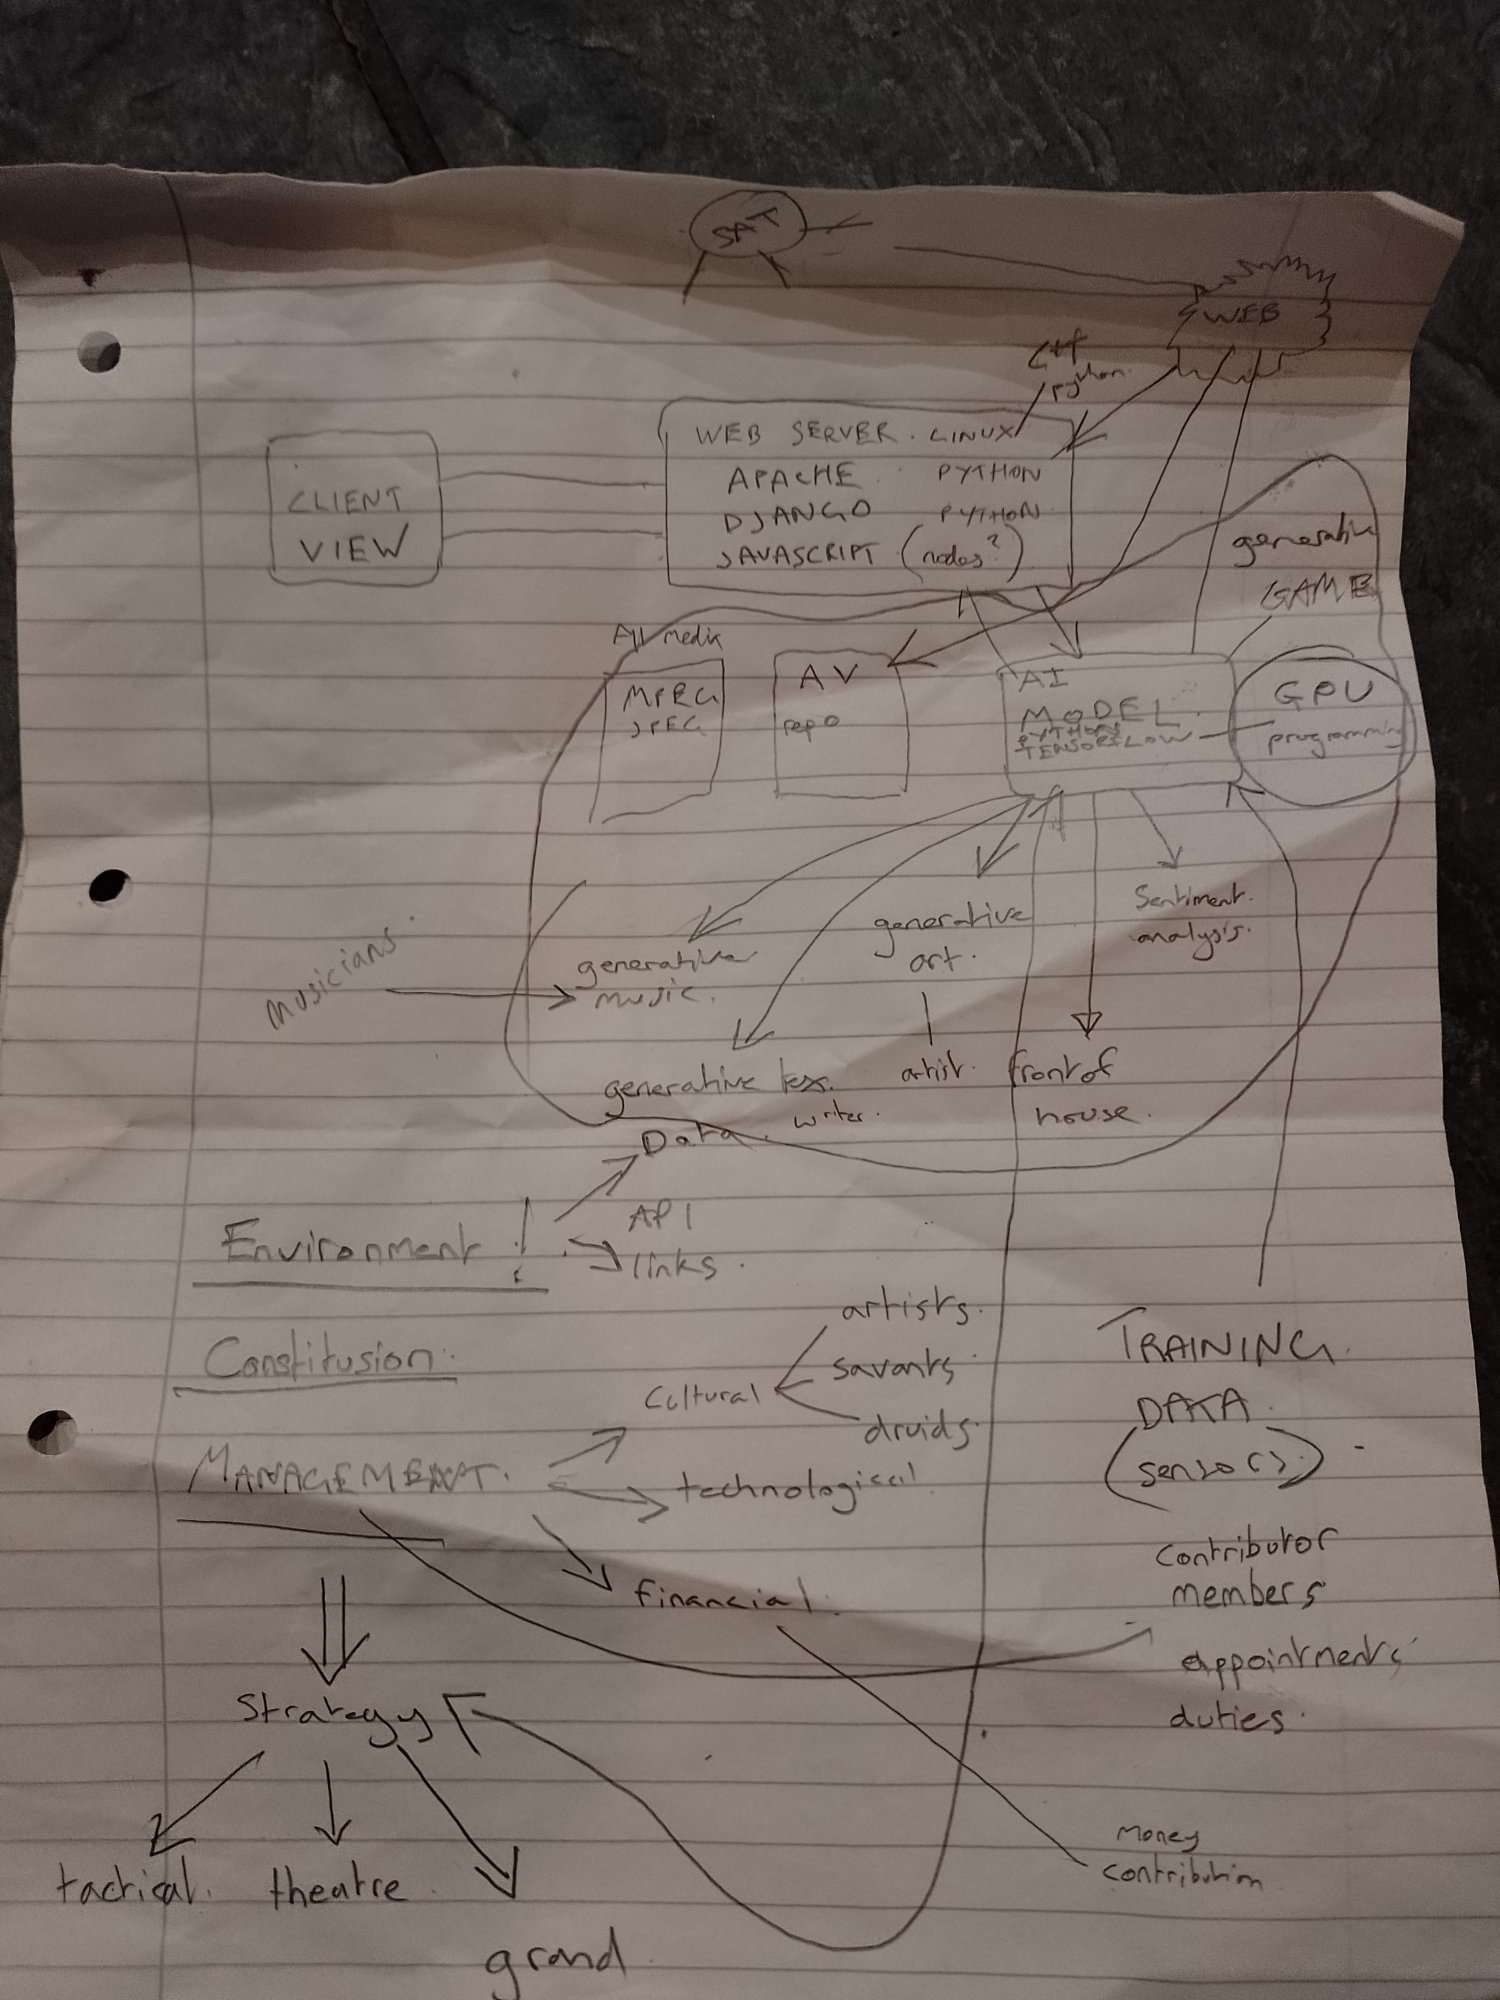 SAT
WEB
C++
python.
WEB SERVER. LINUX
APACHE . PYTHON
DJANGO PYTHON
JAVASCRIPT (nodes?)
CLIENT
VIEW
generative
GAME
All media
MPEG
JPEG
AV
repo
AI
MODEL.
PYTHON
TENSORFLOW
GPU
programming
Sentiment.
analysis.
generative
art.
musicians.
generative
music.
artist.
front of
house.
generative tex.
writer.
Data.
API
links.
Environment!
artists.
savants.
druids.
Cultural
Constitusion.
TRAINING.
DATA.
(sensors.)
MANAGEMENT.
technological
financial.
contributor
members
appointments
duties.
Strategy
tactical.
theatre.
grand.
Money
contribution